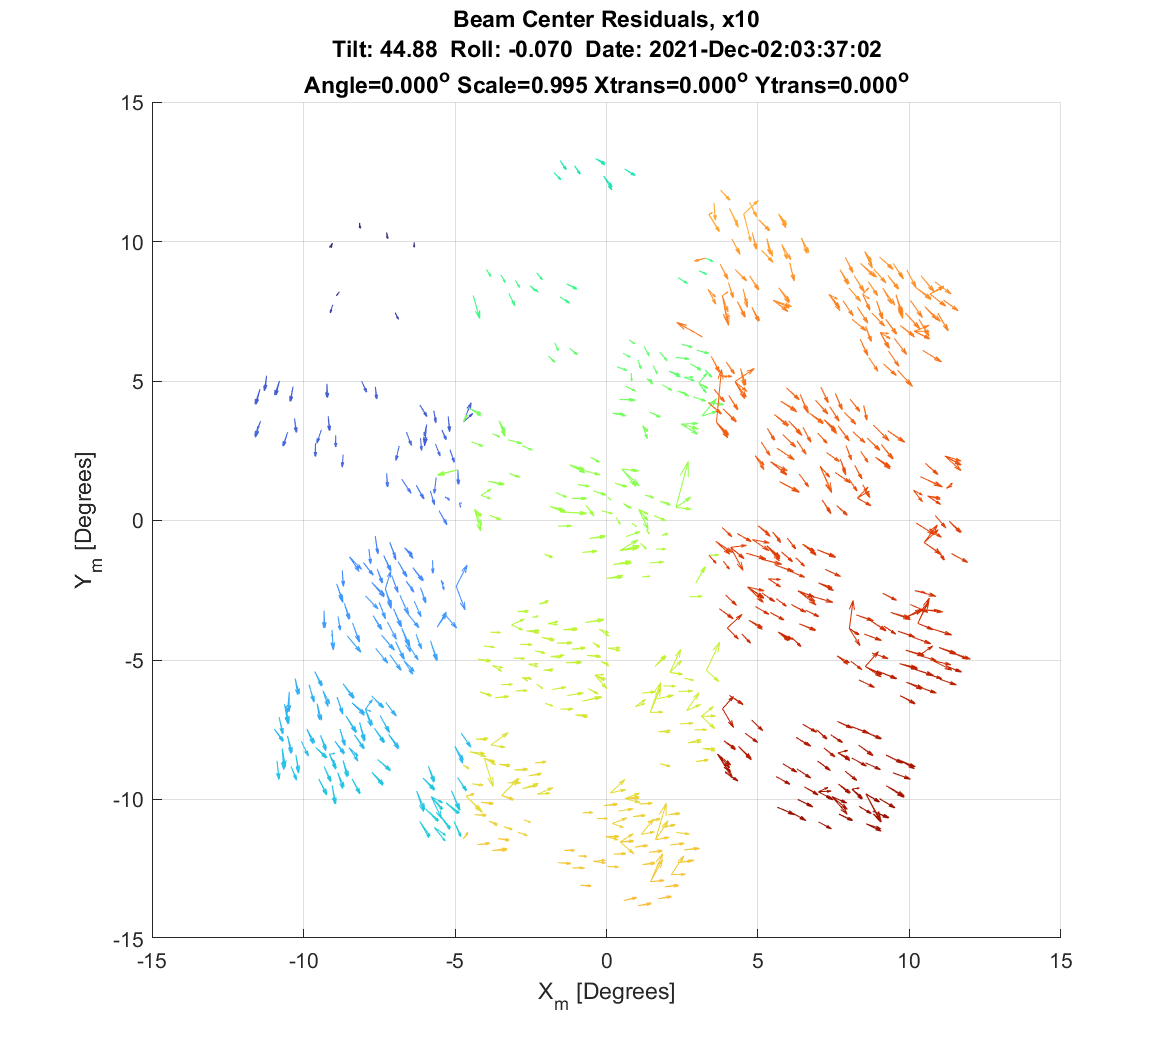 Beam Center Residuals, x10
Tilt: 44.88 Roll: -0.070 Date: 2021-Dec-02:03:37:02
Angle=0.000° Scale=0.995 Xtrans=0.000° Ytrans=0.000°
15
10
5
0
-5
-10
-15
Y_m [Degrees]
-15 -10 -5 0 5 10 15
X_m [Degrees]